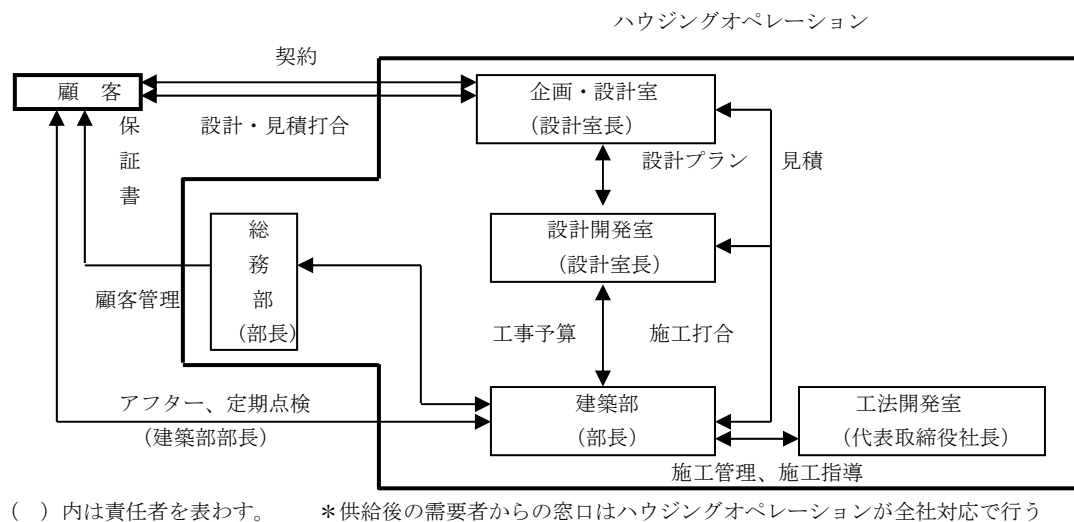 ハウジングオペレーション
契約
顧 客
企画・設計室
(設計室長)
設計・見積打合
保証書
設計プラン
見積
総務部
(部長)
設計開発室
(設計室長)
顧客管理
工事予算
施工打合
アフター、定期点検
(建築部部長)
建築部
(部長)
工法開発室
(代表取締役社長)
施工管理、施工指導
( )内は責任者を表わす。 *供給後の需要者からの窓口はハウジングオペレーションが全社対応で行う